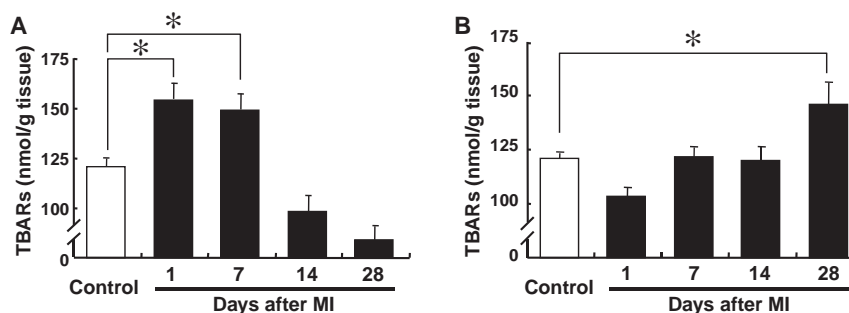 A
*
*
TBARs (nmol/g tissue)
175
150
125
100
0
Control
1 7 14 28
Days after MI
B
*
TBARs (nmol/g tissue)
175
150
125
100
0
Control
1 7 14 28
Days after MI